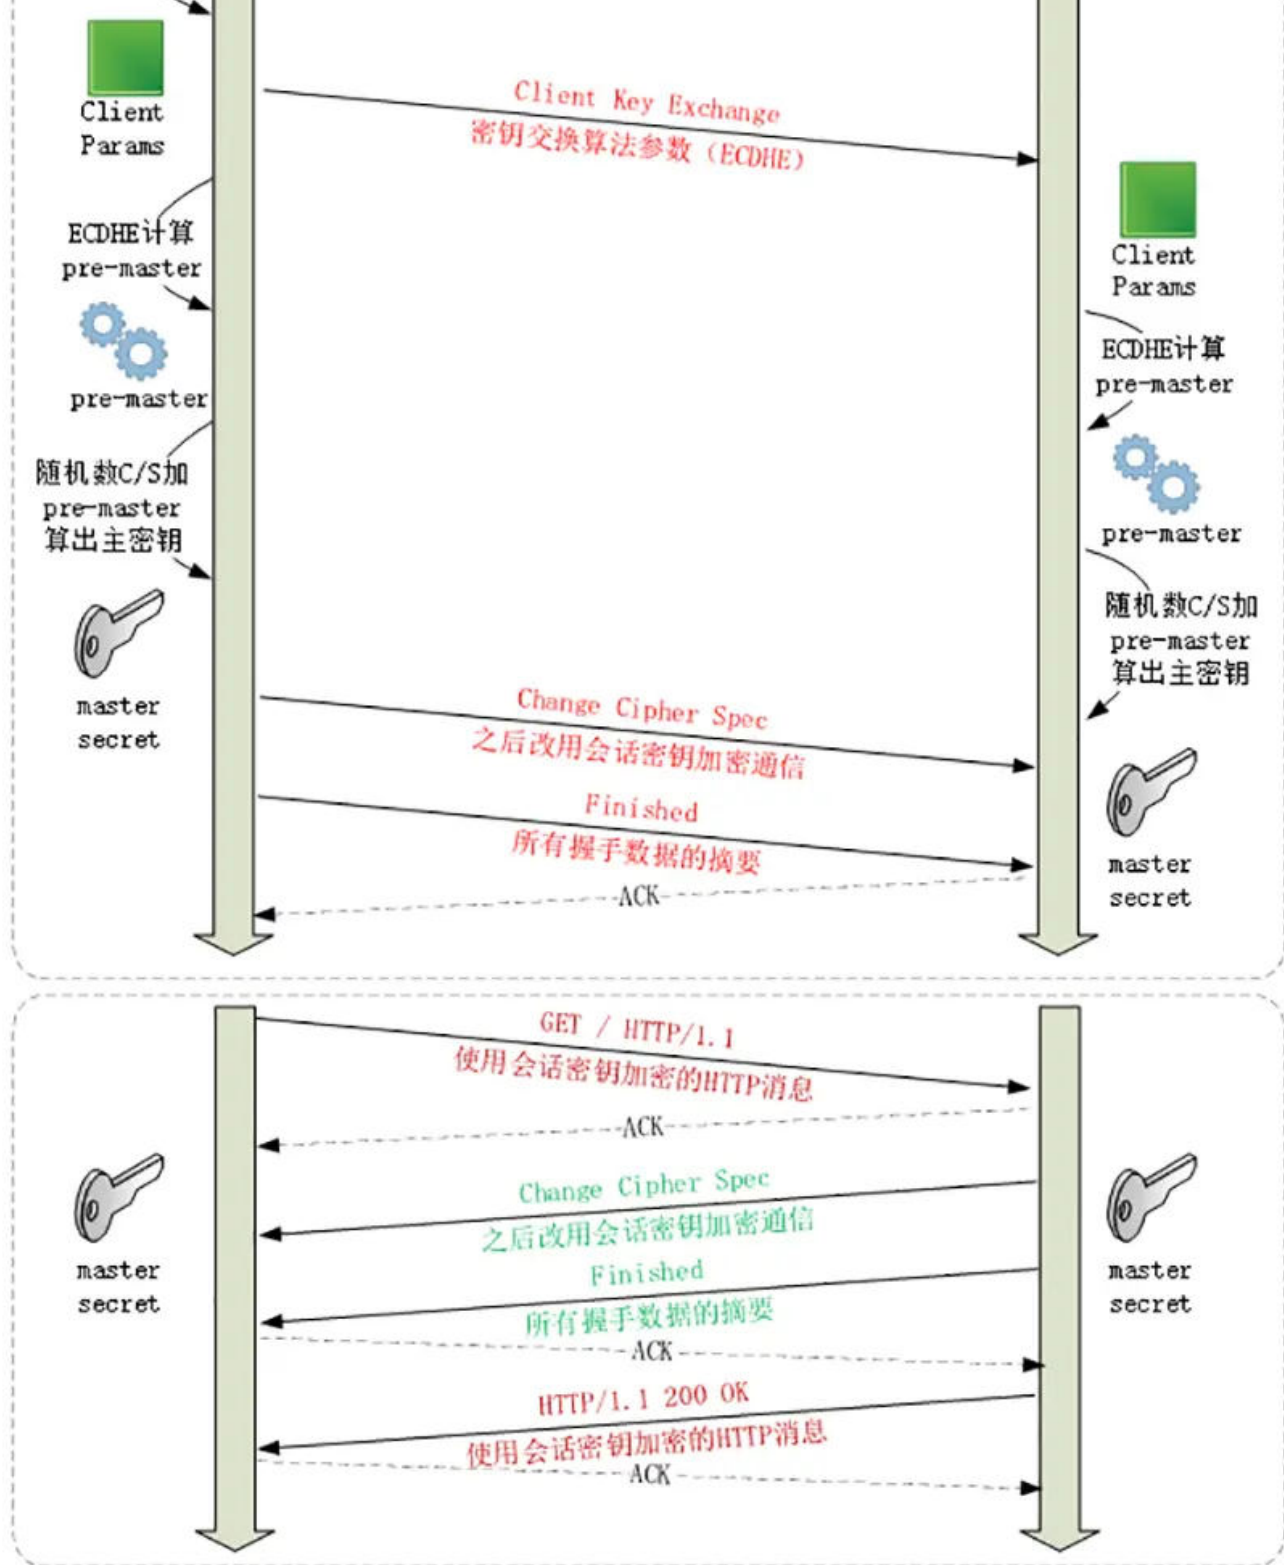 Client
Params
Client Key Exchange
密钥交换算法参数（ECDHE）
ECDHE计算
pre-master
Client
Params
pre-master
ECDHE计算
pre-master
随机数C/S加
pre-master
算出主密钥
pre-master
master
secret
随机数C/S加
pre-master
算出主密钥
Change Cipher Spec
之后改用会话密钥加密通信
Finished
所有握手数据的摘要
master
secret
ACK
GET / HTTP/1.1
使用会话密钥加密的HTTP消息
ACK
Change Cipher Spec
之后改用会话密钥加密通信
master
secret
master
secret
Finished
所有握手数据的摘要
ACK
HTTP/1.1 200 OK
使用会话密钥加密的HTTP消息
ACK